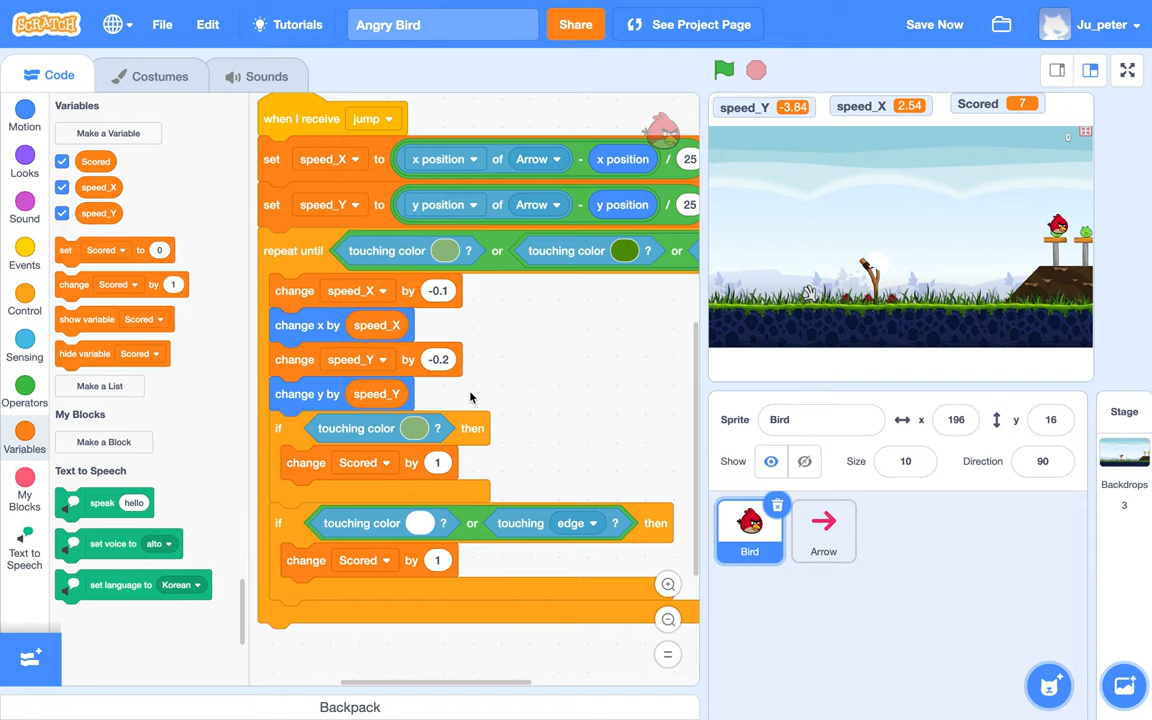 SCRATCH File Edit Tutorials Angry Bird Share See Project Page Save Now Ju_peter
Code Costumes Sounds
Motion
Looks
Sound
Events
Control
Sensing
Operators
Variables
My Blocks
Text to Speech
Variables
Make a Variable
Scored
speed_X
speed_Y
set Scored to 0
change Scored by 1
show variable Scored
hide variable Scored
Make a List
My Blocks
Make a Block
Text to Speech
speak hello
set voice to alto
set language to Korean
when I receive jump
set speed_X to x position of Arrow - x position / 25
set speed_Y to y position of Arrow - y position / 25
repeat until touching color ? or touching color ? or
change speed_X by -0.1
change x by speed_X
change speed_Y by -0.2
change y by speed_Y
if touching color ? then
change Scored by 1
if touching color ? or touching edge ? then
change Scored by 1
Backpack
speed_Y -3.84 speed_X 2.54 Scored 7
0
Sprite Bird x 196 y 16
Show Size 10 Direction 90
Bird
Arrow
Stage
Backdrops
3